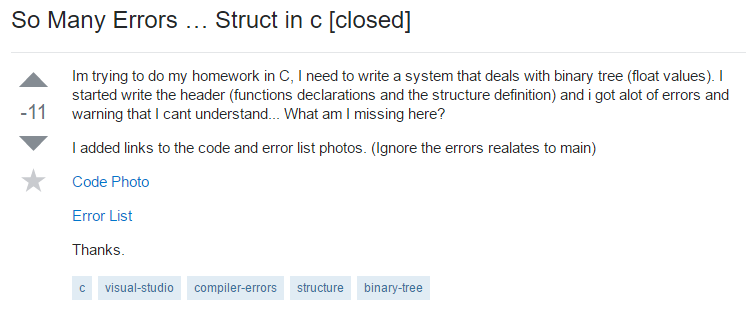 So Many Errors … Struct in c [closed]
Im trying to do my homework in C, I need to write a system that deals with binary tree (float values). I
started write the header (functions declarations and the structure definition) and i got alot of errors and
warning that I cant understand... What am I missing here?
-11
I added links to the code and error list photos. (Ignore the errors realates to main)
Code Photo
Error List
Thanks.
c visual-studio compiler-errors structure binary-tree